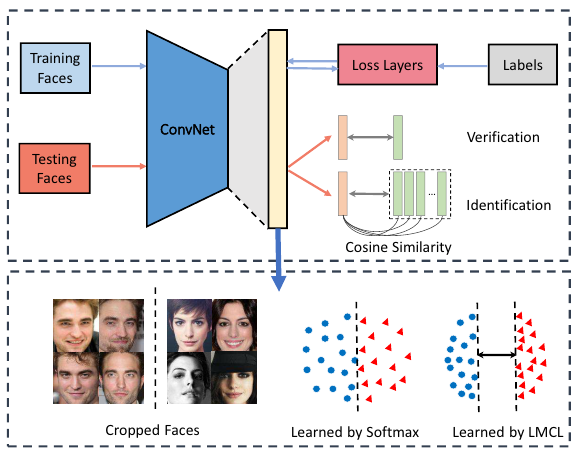 Training
Faces
ConvNet
Loss Layers
Labels
Testing
Faces
Verification
...
Identification
Cosine Similarity
Cropped Faces
Learned by Softmax
Learned by LMCL